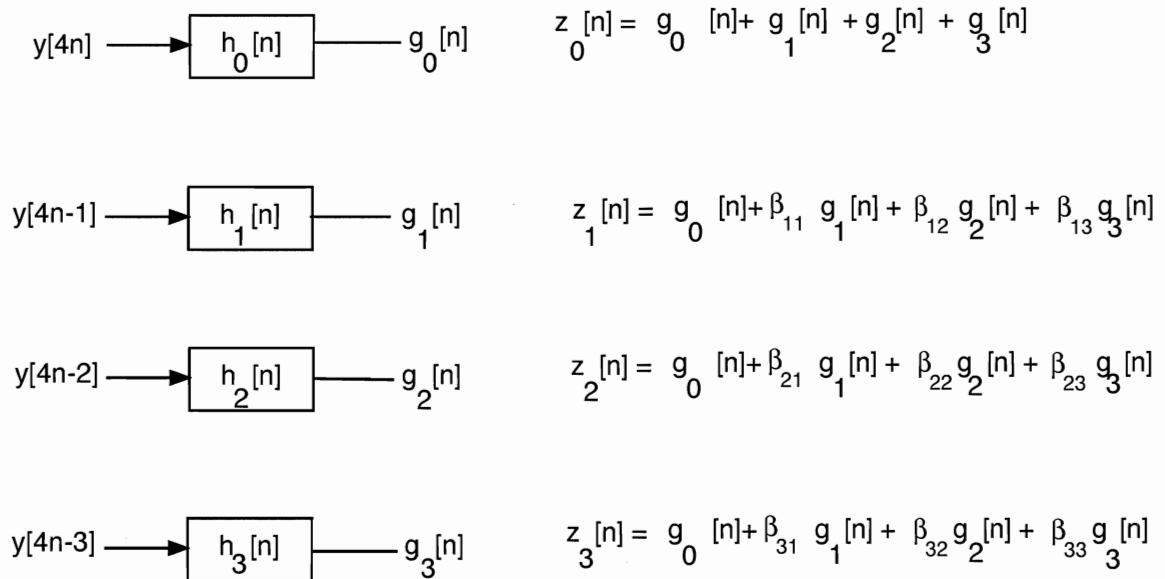 y[4n] h₀[n] g₀[n] z₀[n] = g₀ [n]+ g₁[n] +g₂[n] + g₃[n]
y[4n-1] h₁[n] g₁[n] z₁[n] = g₀ [n]+β₁₁ g₁[n] + β₁₂ g₂[n] + β₁₃ g₃[n]
y[4n-2] h₂[n] g₂[n] z₂[n] = g₀ [n]+β₂₁ g₁[n] + β₂₂ g₂[n] + β₂₃ g₃[n]
y[4n-3] h₃[n] g₃[n] z₃[n] = g₀ [n]+β₃₁ g₁[n] + β₃₂ g₂[n] + β₃₃ g₃[n]